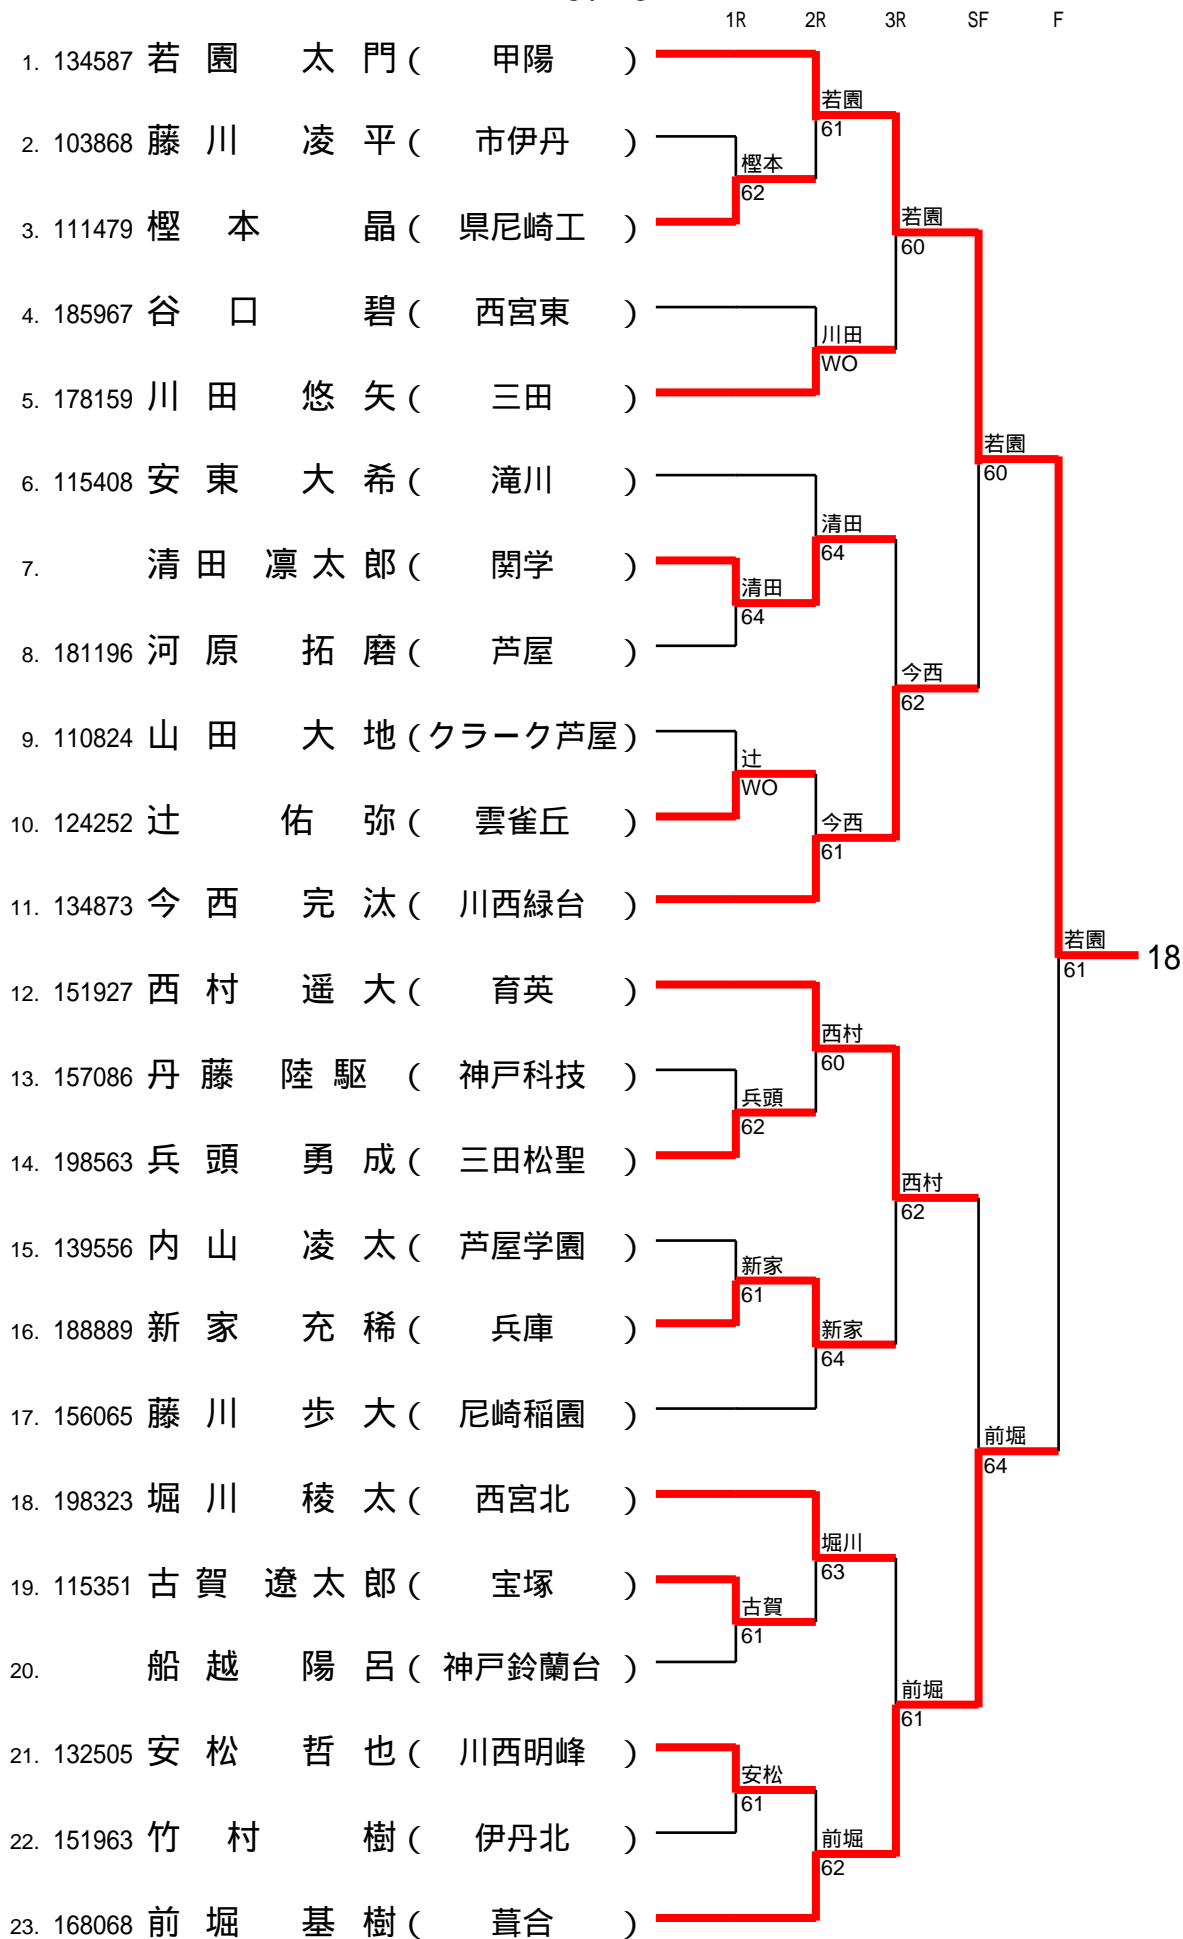 1R 2R 3R SF F
1. 134587 若園 太門 ( 甲陽 )
若園
61
2. 103868 藤川 凌平 ( 市伊丹 )
樫本
62
3. 111479 樫本 晶 ( 県尼崎工 )
若園
60
4. 185967 谷口 碧 ( 西宮東 )
川田
WO
5. 178159 川田 悠矢 ( 三田 )
若園
60
6. 115408 安東 大希 ( 滝川 )
清田
64
7. 清田 凛太郎 ( 関学 )
清田
64
8. 181196 河原 拓磨 ( 芦屋 )
今西
62
9. 110824 山田 大地 ( クラーク芦屋 )
辻
WO
10. 124252 辻 佑弥 ( 雲雀丘 )
今西
61
11. 134873 今西 完汰 ( 川西緑台 )
若園
61
18
12. 151927 西村 遥大 ( 育英 )
西村
60
13. 157086 丹藤 陸駆 ( 神戸科技 )
兵頭
62
14. 198563 兵頭 勇成 ( 三田松聖 )
西村
62
15. 139556 内山 凌太 ( 芦屋学園 )
新家
61
16. 188889 新家 充稀 ( 兵庫 )
新家
64
17. 156065 藤川 歩大 ( 尼崎稲園 )
前堀
64
18. 198323 堀川 稜太 ( 西宮北 )
堀川
63
19. 115351 古賀 遼太郎 ( 宝塚 )
古賀
61
20. 船越 陽呂 ( 神戸鈴蘭台 )
前堀
61
21. 132505 安松 哲也 ( 川西明峰 )
安松
61
22. 151963 竹村 樹 ( 伊丹北 )
前堀
62
23. 168068 前堀 基樹 ( 葺合 )